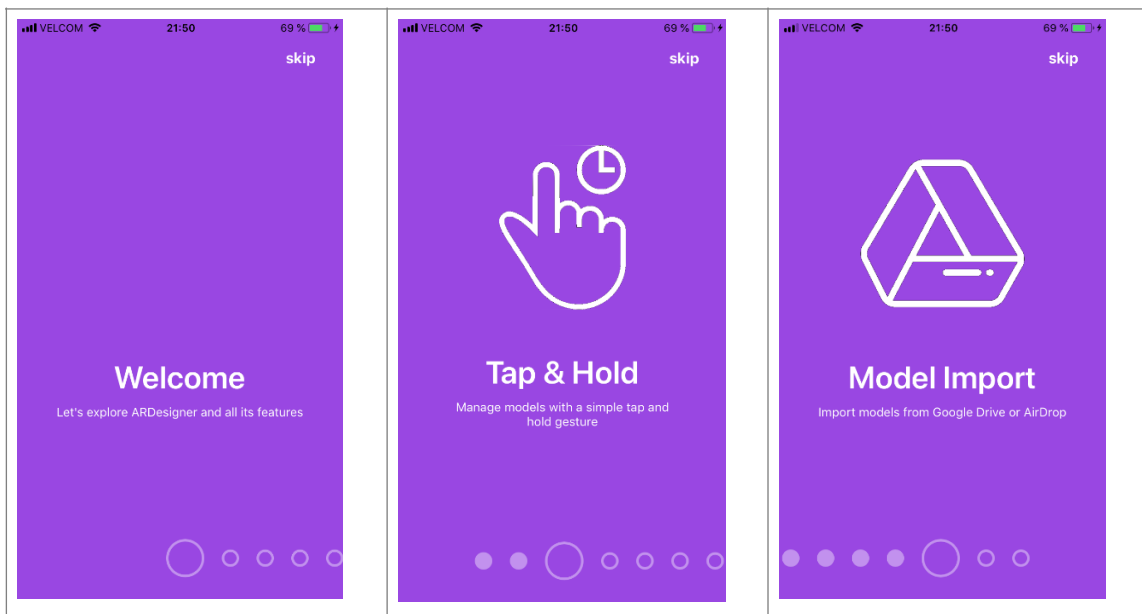 VELCOM 21:50 69 %
skip
Welcome
Let's explore ARDesigner and all its features
VELCOM 21:50 69 %
skip
Tap & Hold
Manage models with a simple tap and
hold gesture
VELCOM 21:50 69 %
skip
Model Import
Import models from Google Drive or AirDrop